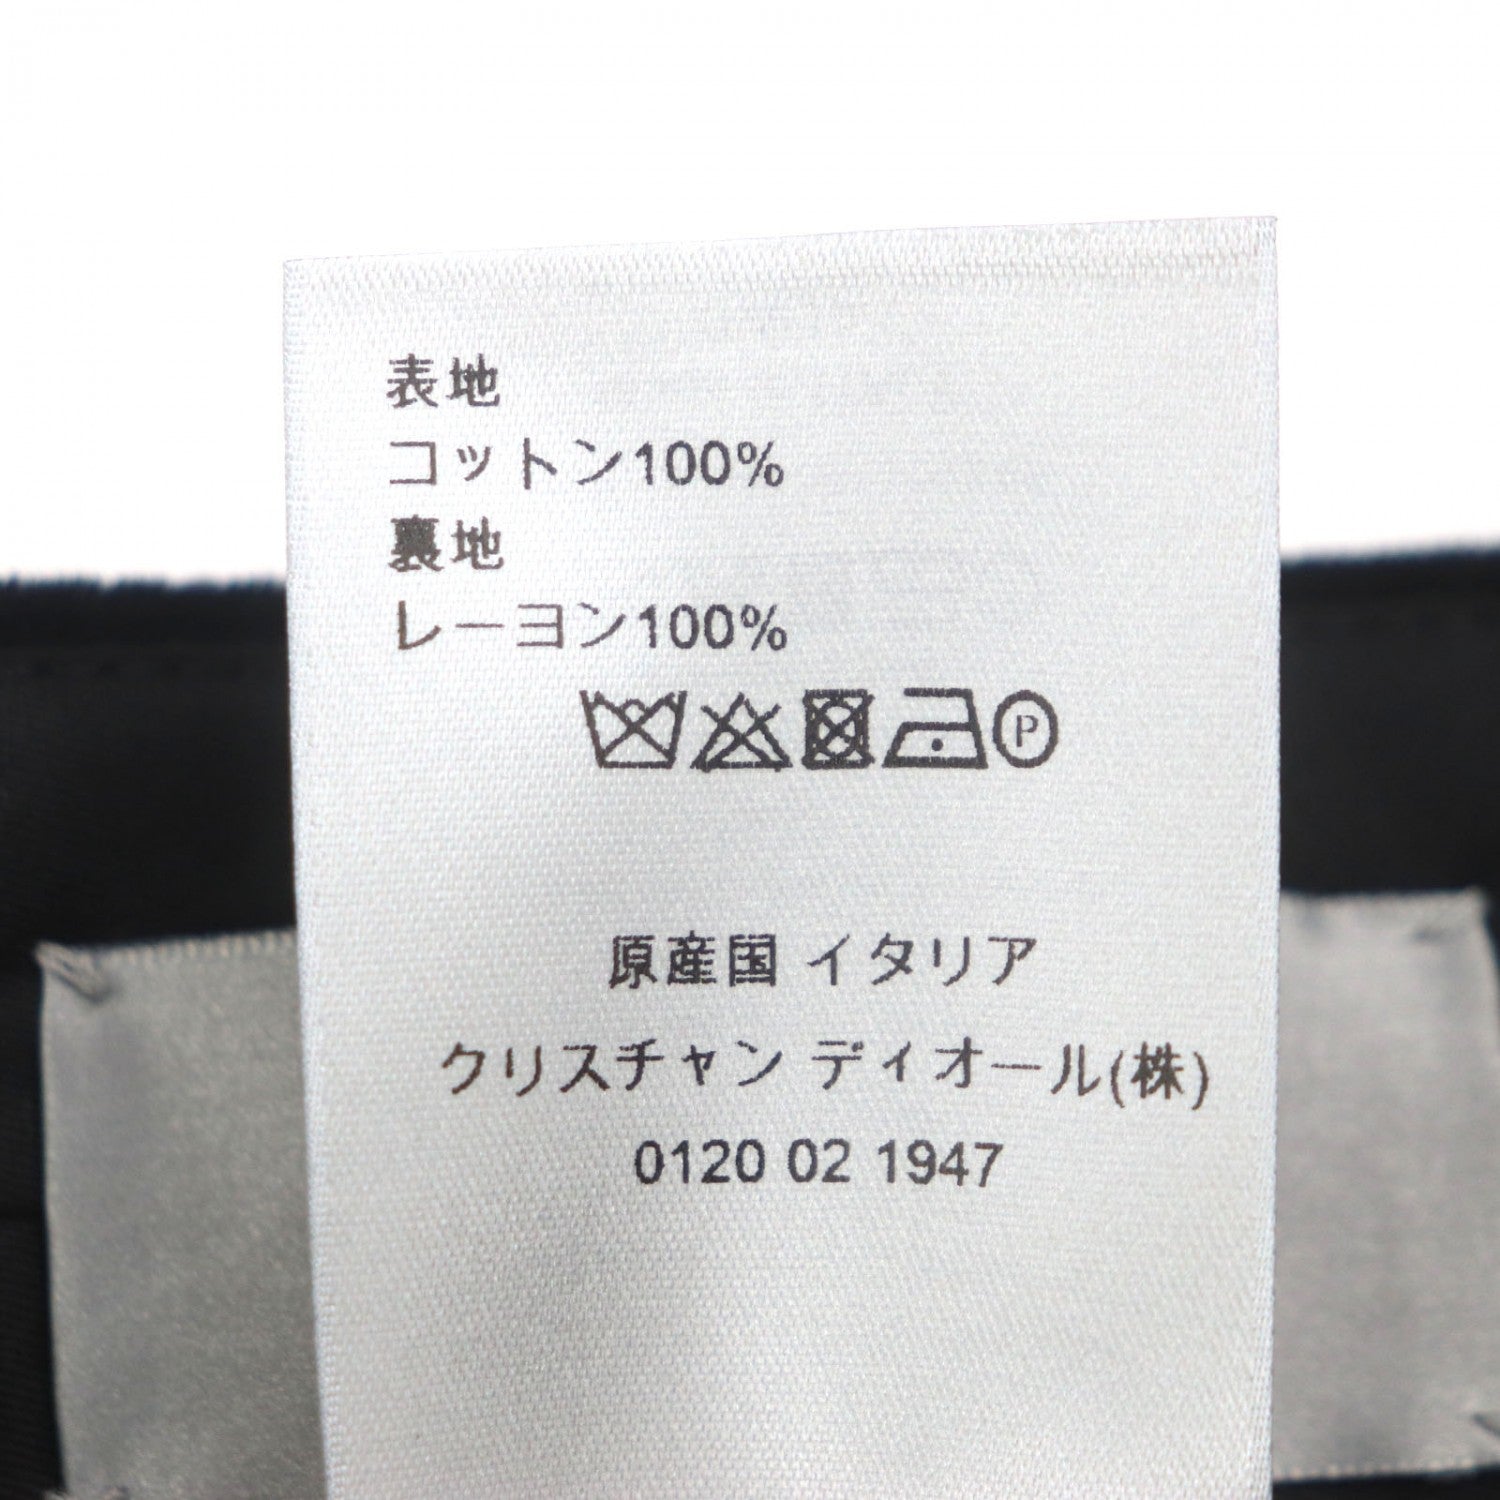 表地
コットン100%
裏地
レーヨン100%
P
原産国 イタリア
クリスチャン ディオール(株)
0120 02 1947